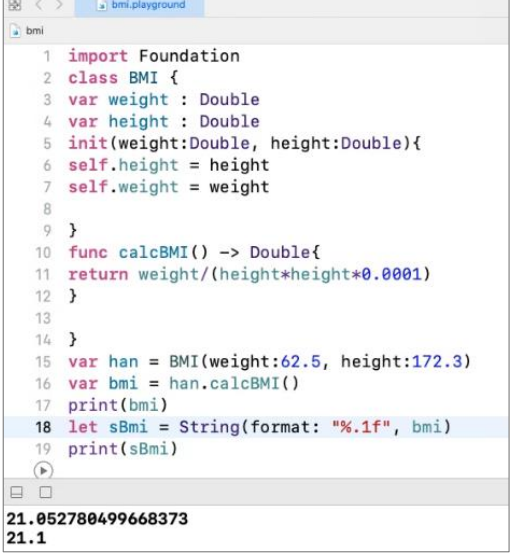 bmi.playground
bmi
1 import Foundation
2 class BMI {
3 var weight : Double
4 var height : Double
5 init(weight:Double, height:Double){
6 self.height = height
7 self.weight = weight
8
9 }
10 func calcBMI() -> Double{
11 return weight/(height*height*0.0001)
12 }
13
14 }
15 var han = BMI(weight:62.5, height:172.3)
16 var bmi = han.calcBMI()
17 print(bmi)
18 let sBmi = String(format: "%.1f", bmi)
19 print(sBmi)
21.052780499668373
21.1